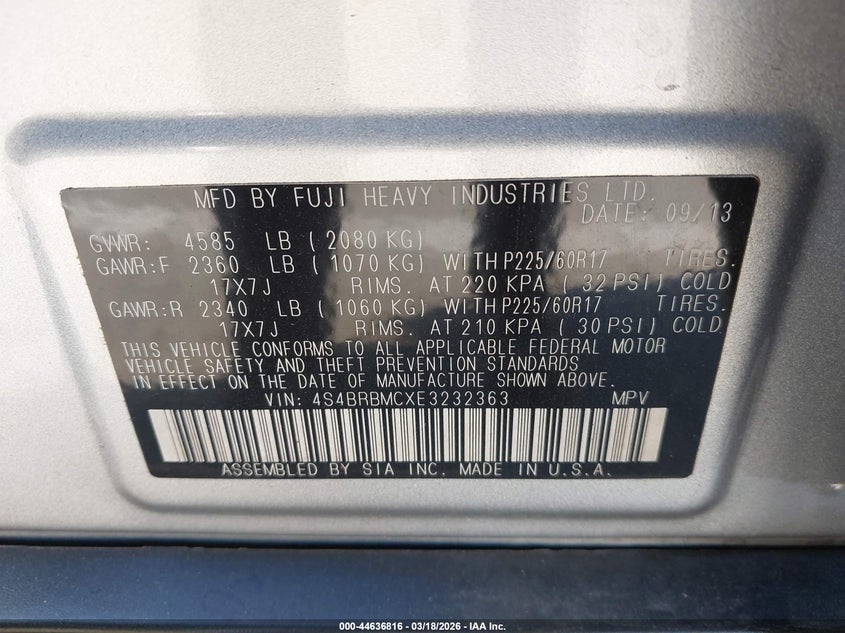 MFD BY FUJI HEAVY INDUSTRIES LTD.
DATE: 09/13
GVWR: 4585 LB ( 2080 KG)
GAWR:F 2360 LB ( 1070 KG) WITH P225/60R17 TIRES.
17X7J RIMS. AT 220 KPA ( 32 PSI) COLD
GAWR:R 2340 LB ( 1060 KG) WITH P225/60R17 TIRES.
17X7J RIMS. AT 210 KPA ( 30 PSI) COLD
THIS VEHICLE CONFORMS TO ALL APPLICABLE FEDERAL MOTOR
VEHICLE SAFETY AND THEFT PREVENTION STANDARDS
IN EFFECT ON THE DATE OF MANUFACTURE SHOWN ABOVE.
VIN: 4S4BRBMCXE3232363 MPV
ASSEMBLED BY SIA INC. MADE IN U.S.A.
000-44636816 — 03/18/2026 — IAA Inc.